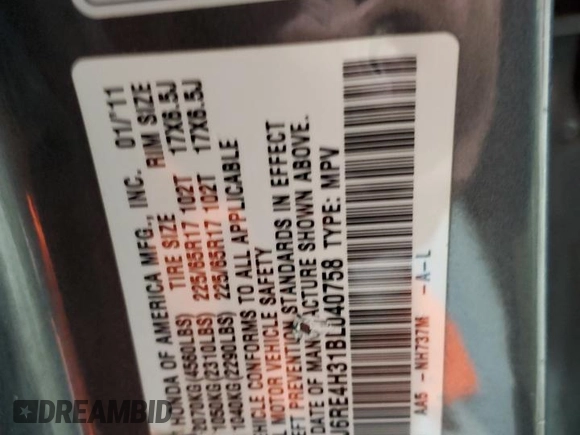 HONDA OF AMERICA MFG., INC. 01/'11
TIRE SIZE RIM SIZE
2070KG(4560LBS) 225/65R17 102T 17X6.5J
1050KG(2310LBS) 225/65R17 102T 17X6.5J
1040KG(2290LBS)
VEHICLE CONFORMS TO ALL APPLICABLE
MOTOR VEHICLE SAFETY
PREVENTION STANDARDS IN EFFECT
DATE OF MANUFACTURE SHOWN ABOVE.
J6RE4H31BL040758 TYPE: MPV
AA5 -NH737M -A-L
DREAMBID